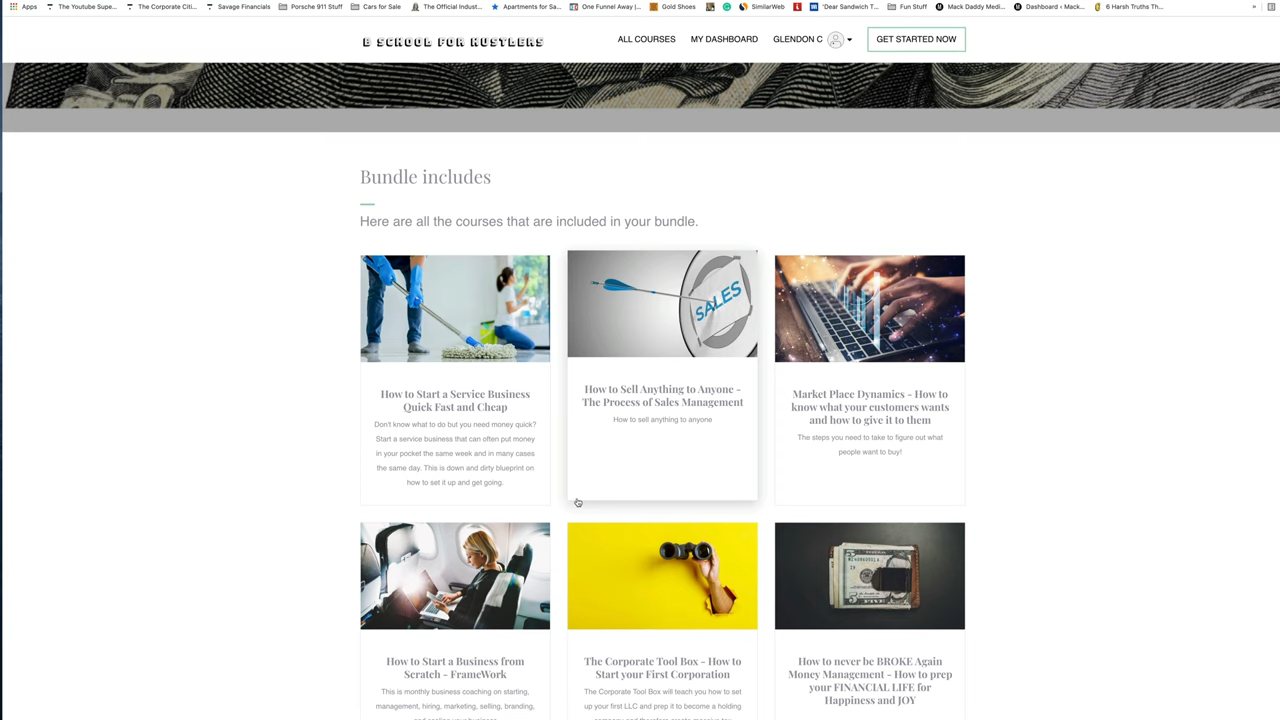 Apps The Youtube Supe... The Corporate Citi... Savage Financials Porsche 911 Stuff Cars for Sale The Official Indust... Apartments for Sa... One Funnel Away |... Gold Shoes SimilarWeb "Dear Sandwich T... Fun Stuff Mack Daddy Medi... Dashboard ‹ Mack... 6 Harsh Truths Th... »
B SCHOOL FOR HUSTLERS ALL COURSES MY DASHBOARD GLENDON C GET STARTED NOW
Bundle includes
Here are all the courses that are included in your bundle.
SALES
How to Start a Service Business
Quick Fast and Cheap
Don't know what to do but you need money quick?
Start a service business that can often put money
in your pocket the same week and in many cases
the same day. This is down and dirty blueprint on
how to set it up and get going.
How to Sell Anything to Anyone -
The Process of Sales Management
How to sell anything to anyone
Market Place Dynamics - How to
know what your customers wants
and how to give it to them
The steps you need to take to figure out what
people want to buy!
How to Start a Business from
Scratch - FrameWork
This is monthly business coaching on starting,
management, hiring, marketing, selling, branding,
The Corporate Tool Box - How to
Start your First Corporation
The Corporate Tool Box will teach you how to set
up your first LLC and prep it to become a holding
How to never be BROKE Again
Money Management - How to prep
your FINANCIAL LIFE for
Happiness and JOY